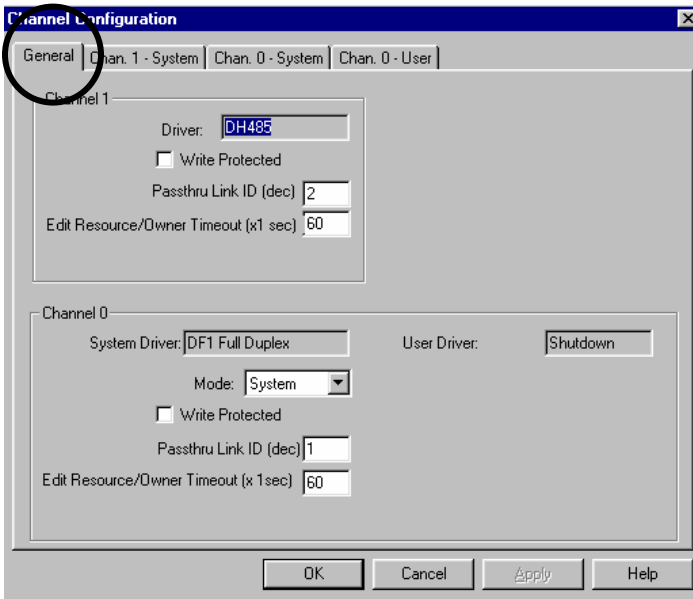 Channel Configuration
General
Chan. 1 - System
Chan. 0 - System
Chan. 0 - User
Channel 1
Driver: DH485
Write Protected
Passthru Link ID (dec) 2
Edit Resource/Owner Timeout (x1 sec) 60
Channel 0
System Driver: DF1 Full Duplex
User Driver: Shutdown
Mode: System
Write Protected
Passthru Link ID (dec) 1
Edit Resource/Owner Timeout (x 1sec) 60
OK
Cancel
Apply
Help